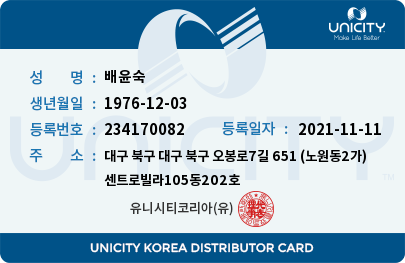 UNICITY
Make Life Better
성 명 : 배윤숙
생년월일 : 1976-12-03
등록번호 : 234170082 등록일자 : 2021-11-11
주 소 : 대구 북구 대구 북구 오봉로7길 651 (노원동2가)
센트로빌라105동202호
유니시티코리아(유)
UNICITY
UNICITY KOREA DISTRIBUTOR CARD